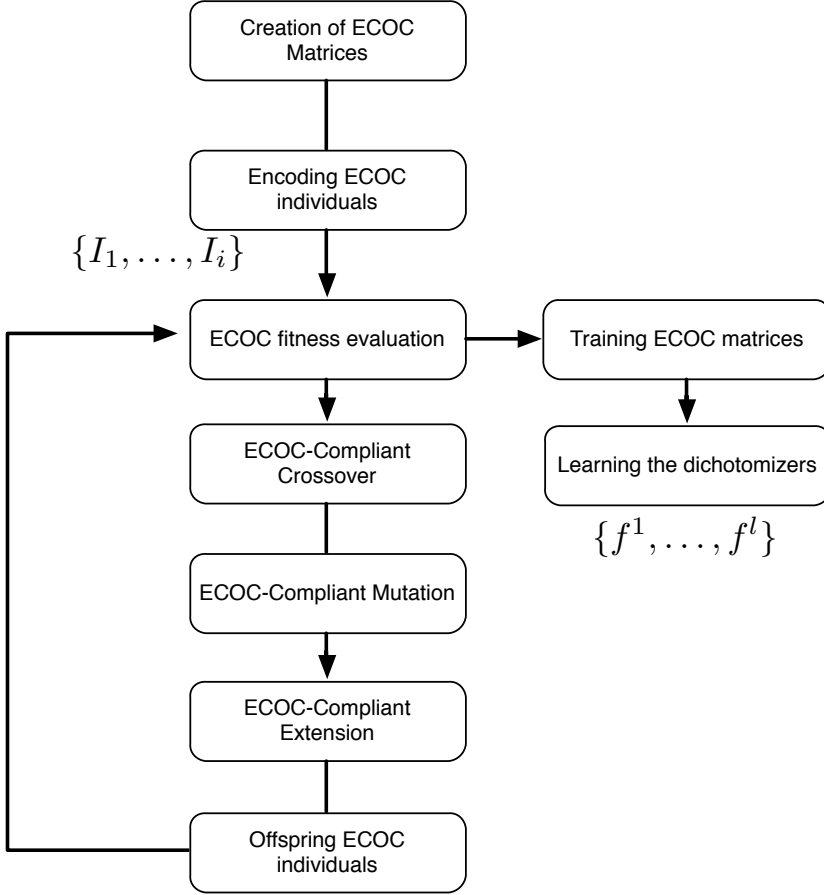 Creation of ECOC
Matrices
Encoding ECOC
individuals
{I_1, . . . , I_i}
ECOC fitness evaluation
Training ECOC matrices
ECOC-Compliant
Crossover
Learning the dichotomizers
{f^1, . . . , f^l}
ECOC-Compliant Mutation
ECOC-Compliant
Extension
Offspring ECOC
individuals